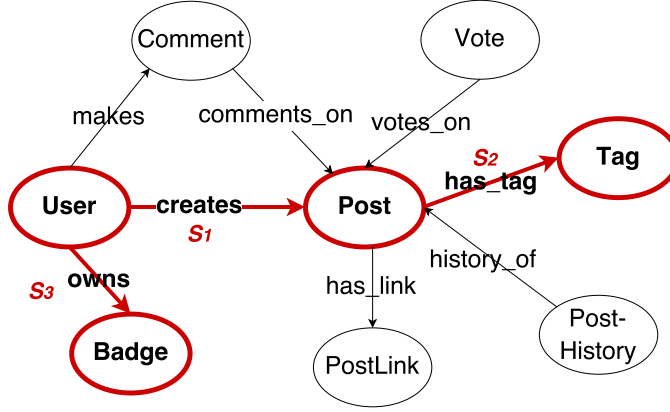 Comment
Vote
makes
comments_on
votes_on
S2
Tag
has_tag
User
creates
Post
S1
history_of
owns
S3
has_link
Post-
History
Badge
PostLink